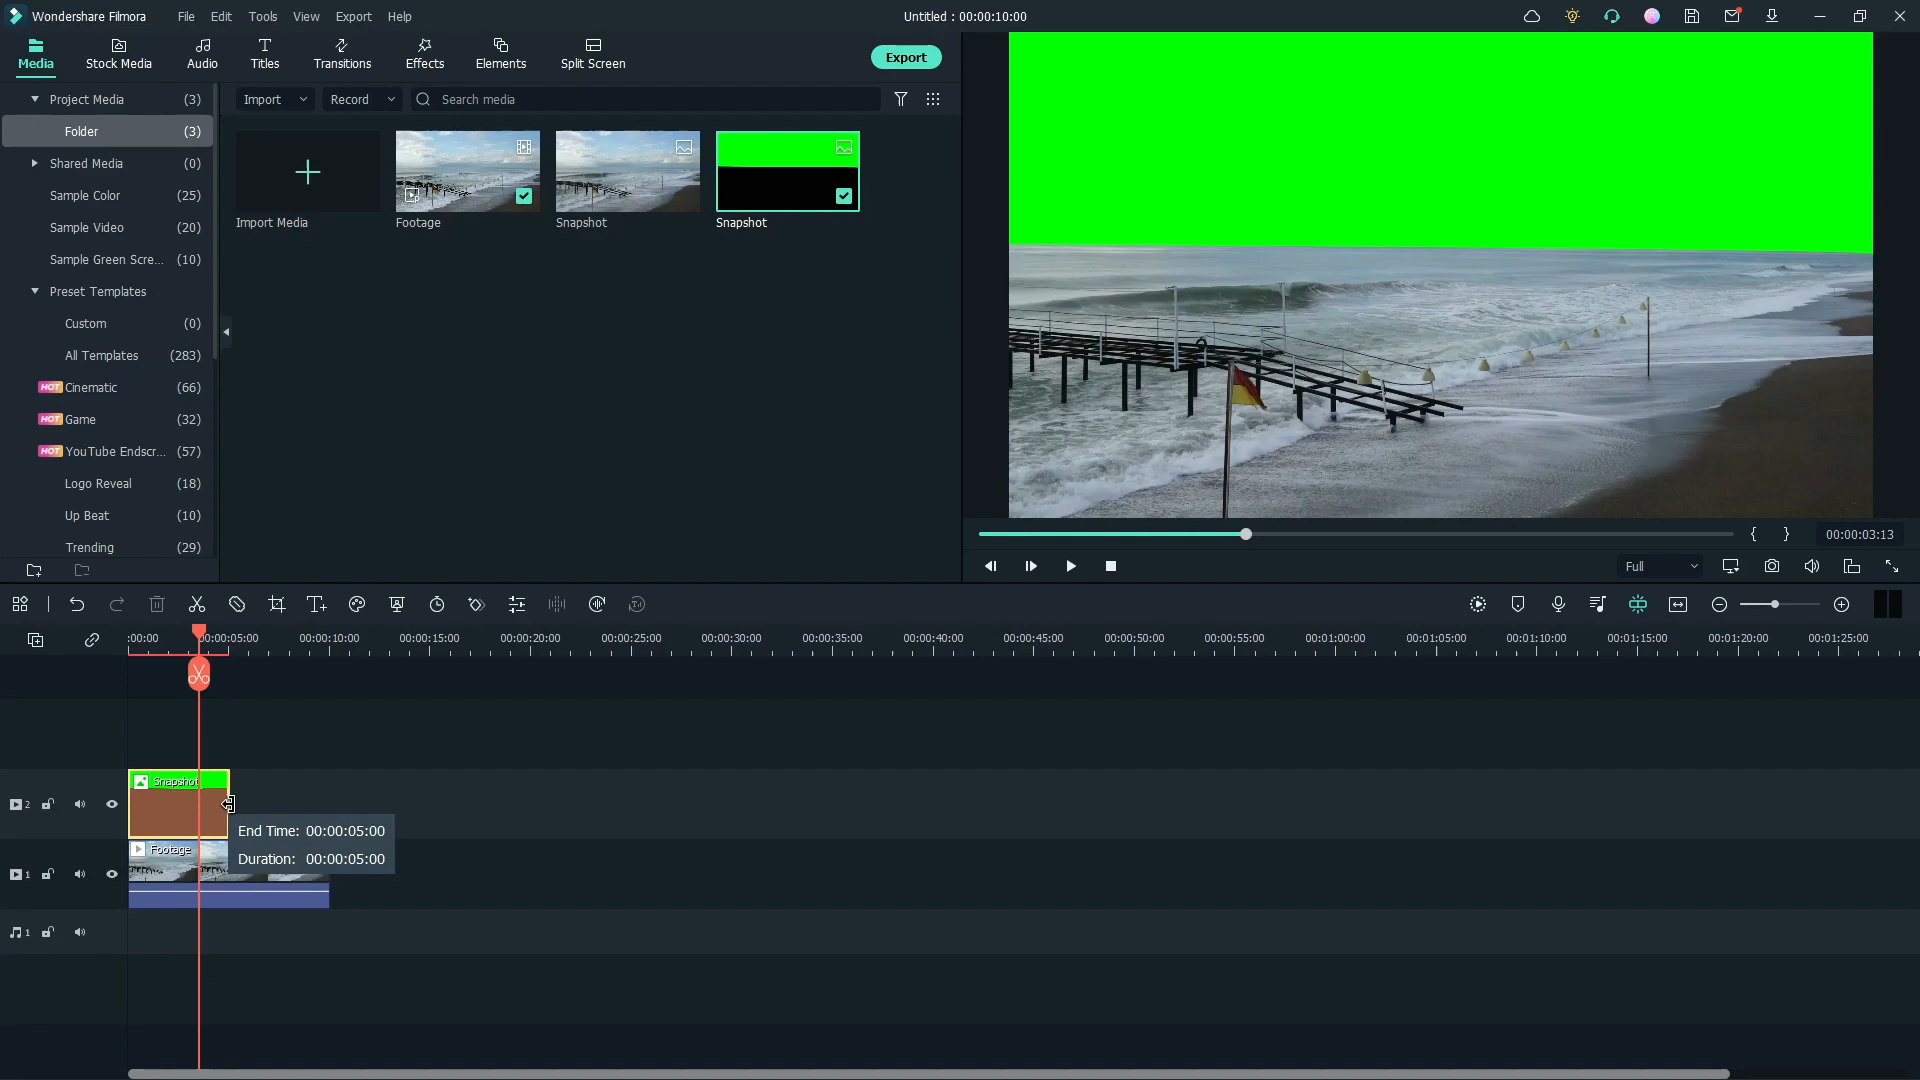 Wondershare Filmora File Edit Tools View Export Help Untitled : 00:00:10:00
Media Stock Media Audio Titles Transitions Effects Elements Split Screen Export
Project Media (3)
Folder (3)
Shared Media (0)
Sample Color (25)
Sample Video (20)
Sample Green Scre... (10)
Preset Templates
Custom (0)
All Templates (283)
HOT Cinematic (66)
HOT Game (32)
HOT YouTube Endscr... (57)
Logo Reveal (18)
Up Beat (10)
Trending (29)
Import Record Search media
Import Media Footage Snapshot Snapshot
00:00:03:13
Full
:00:00 00:00:05:00 00:00:10:00 00:00:15:00 00:00:20:00 00:00:25:00 00:00:30:00 00:00:35:00 00:00:40:00 00:00:45:00 00:00:50:00 00:00:55:00 00:01:00:00 00:01:05:00 00:01:10:00 00:01:15:00 00:01:20:00 00:01:25:00
Snapshot
2
End Time: 00:00:05:00
Duration: 00:00:05:00
Footage
1
1